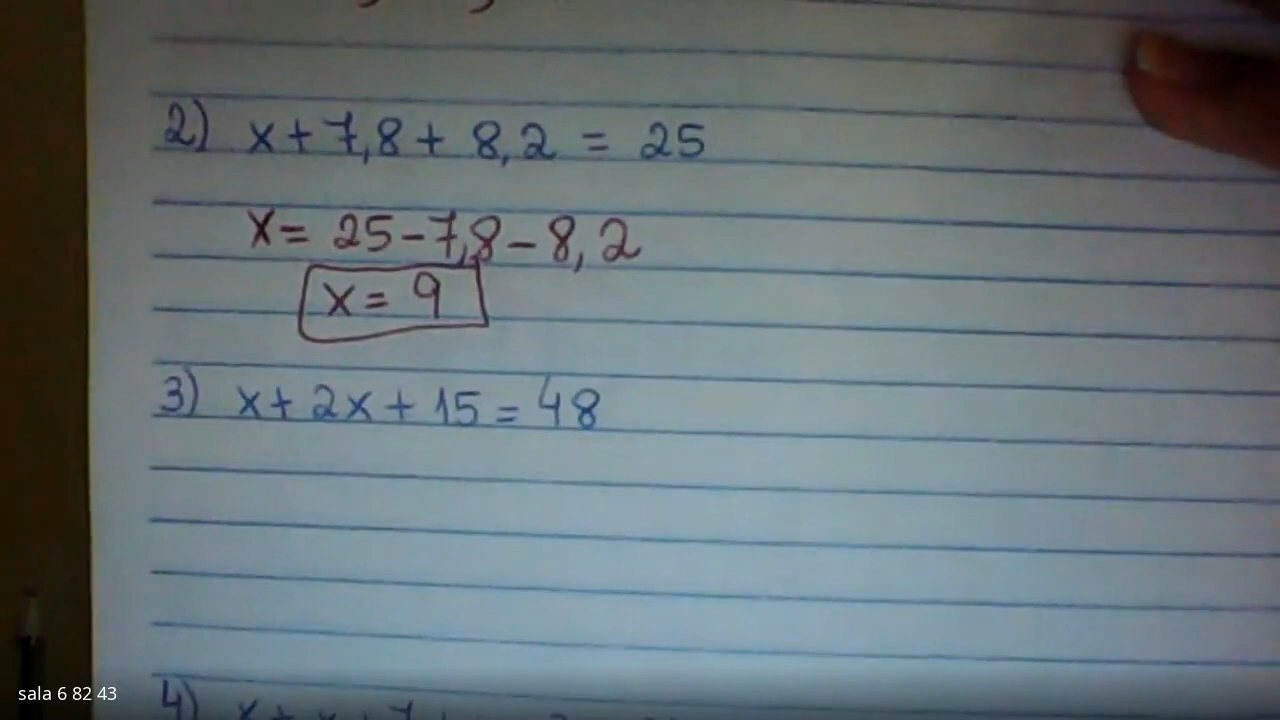 2) x + 7,8 + 8,2 = 25
x = 25 - 7,8 - 8,2
x = 9
3) x + 2x + 15 = 48
4)
sala 6 82 43